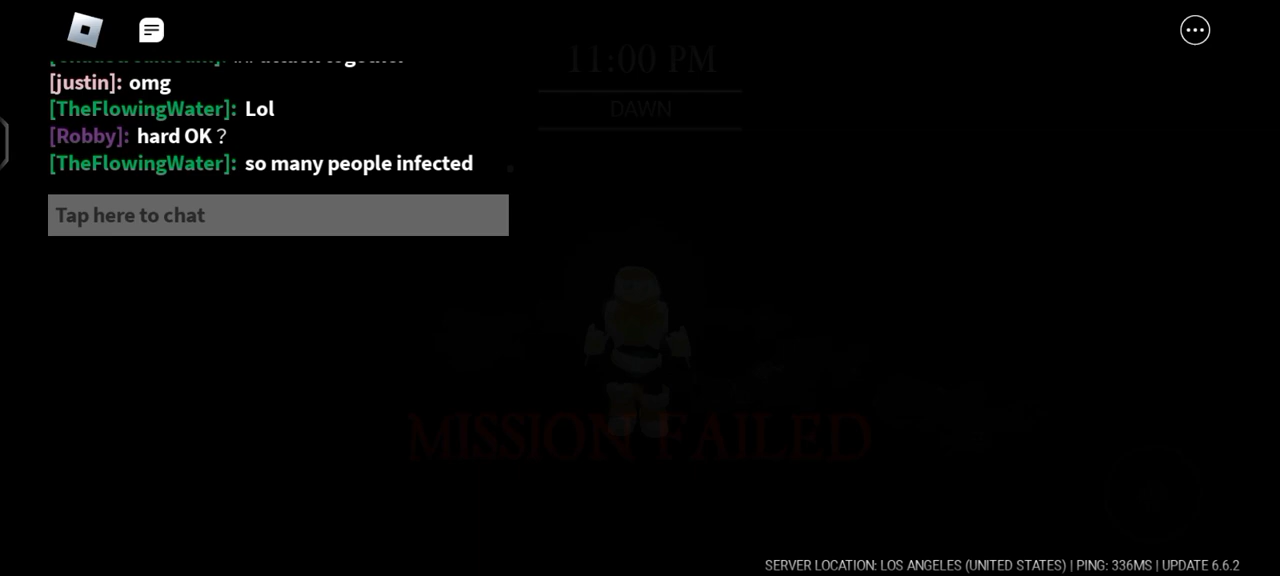 11:00 PM
DAWN
[justin]: omg
[TheFlowingWater]: Lol
[Robby]: hard OK ?
[TheFlowingWater]: so many people infected
Tap here to chat
MISSION FAILED
SERVER LOCATION: LOS ANGELES (UNITED STATES) | PING: 336MS | UPDATE 6.6.2